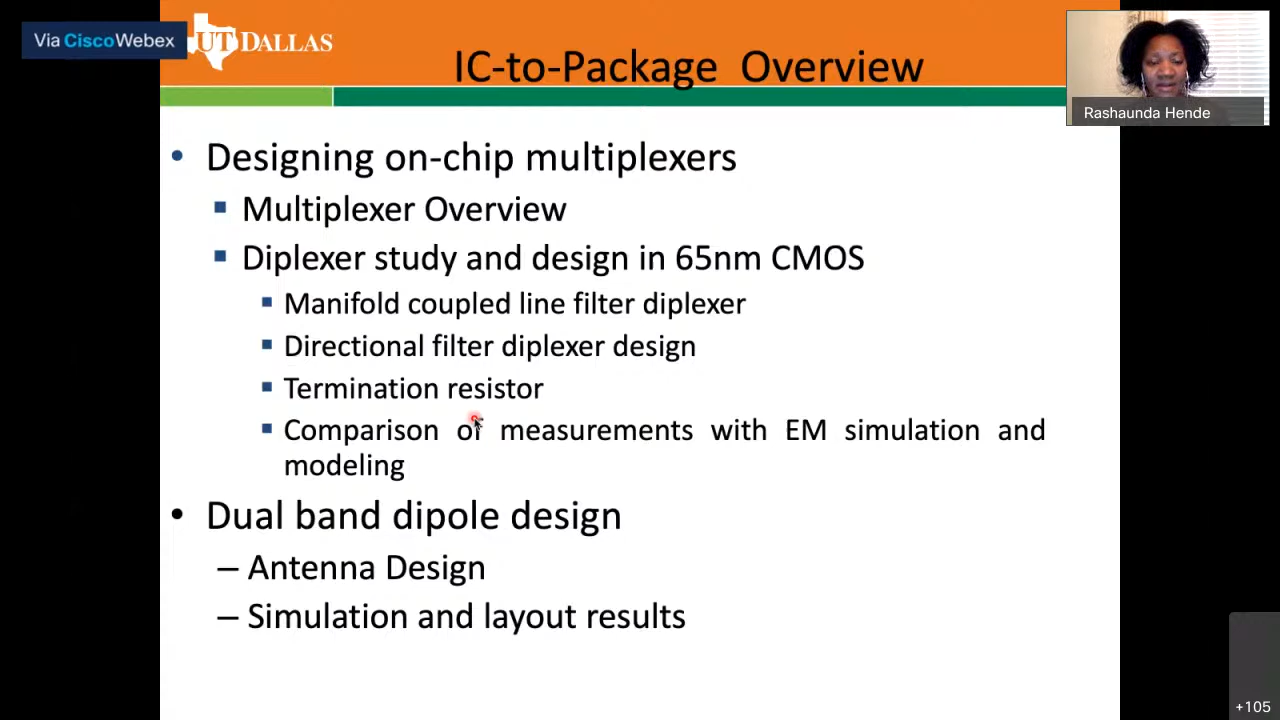 Via CiscoWebex
UT DALLAS
IC-to-Package Overview
Rashaunda Hende
• Designing on-chip multiplexers
▪ Multiplexer Overview
▪ Diplexer study and design in 65nm CMOS
▪ Manifold coupled line filter diplexer
▪ Directional filter diplexer design
▪ Termination resistor
▪ Comparison of measurements with EM simulation and
modeling
• Dual band dipole design
– Antenna Design
– Simulation and layout results
+105